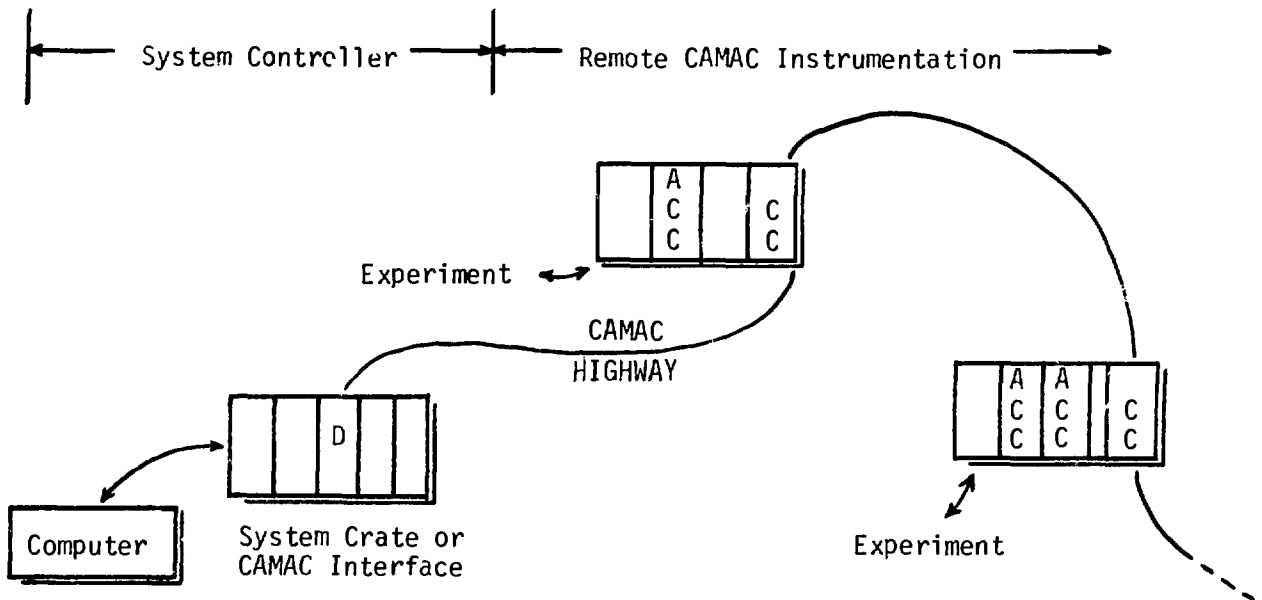 System Controller
Remote CAMAC Instrumentation
A
C
C
C
C
Experiment
CAMAC
HIGHWAY
A
C
C
A
C
C
C
C
D
Computer
System Crate or
CAMAC Interface
Experiment